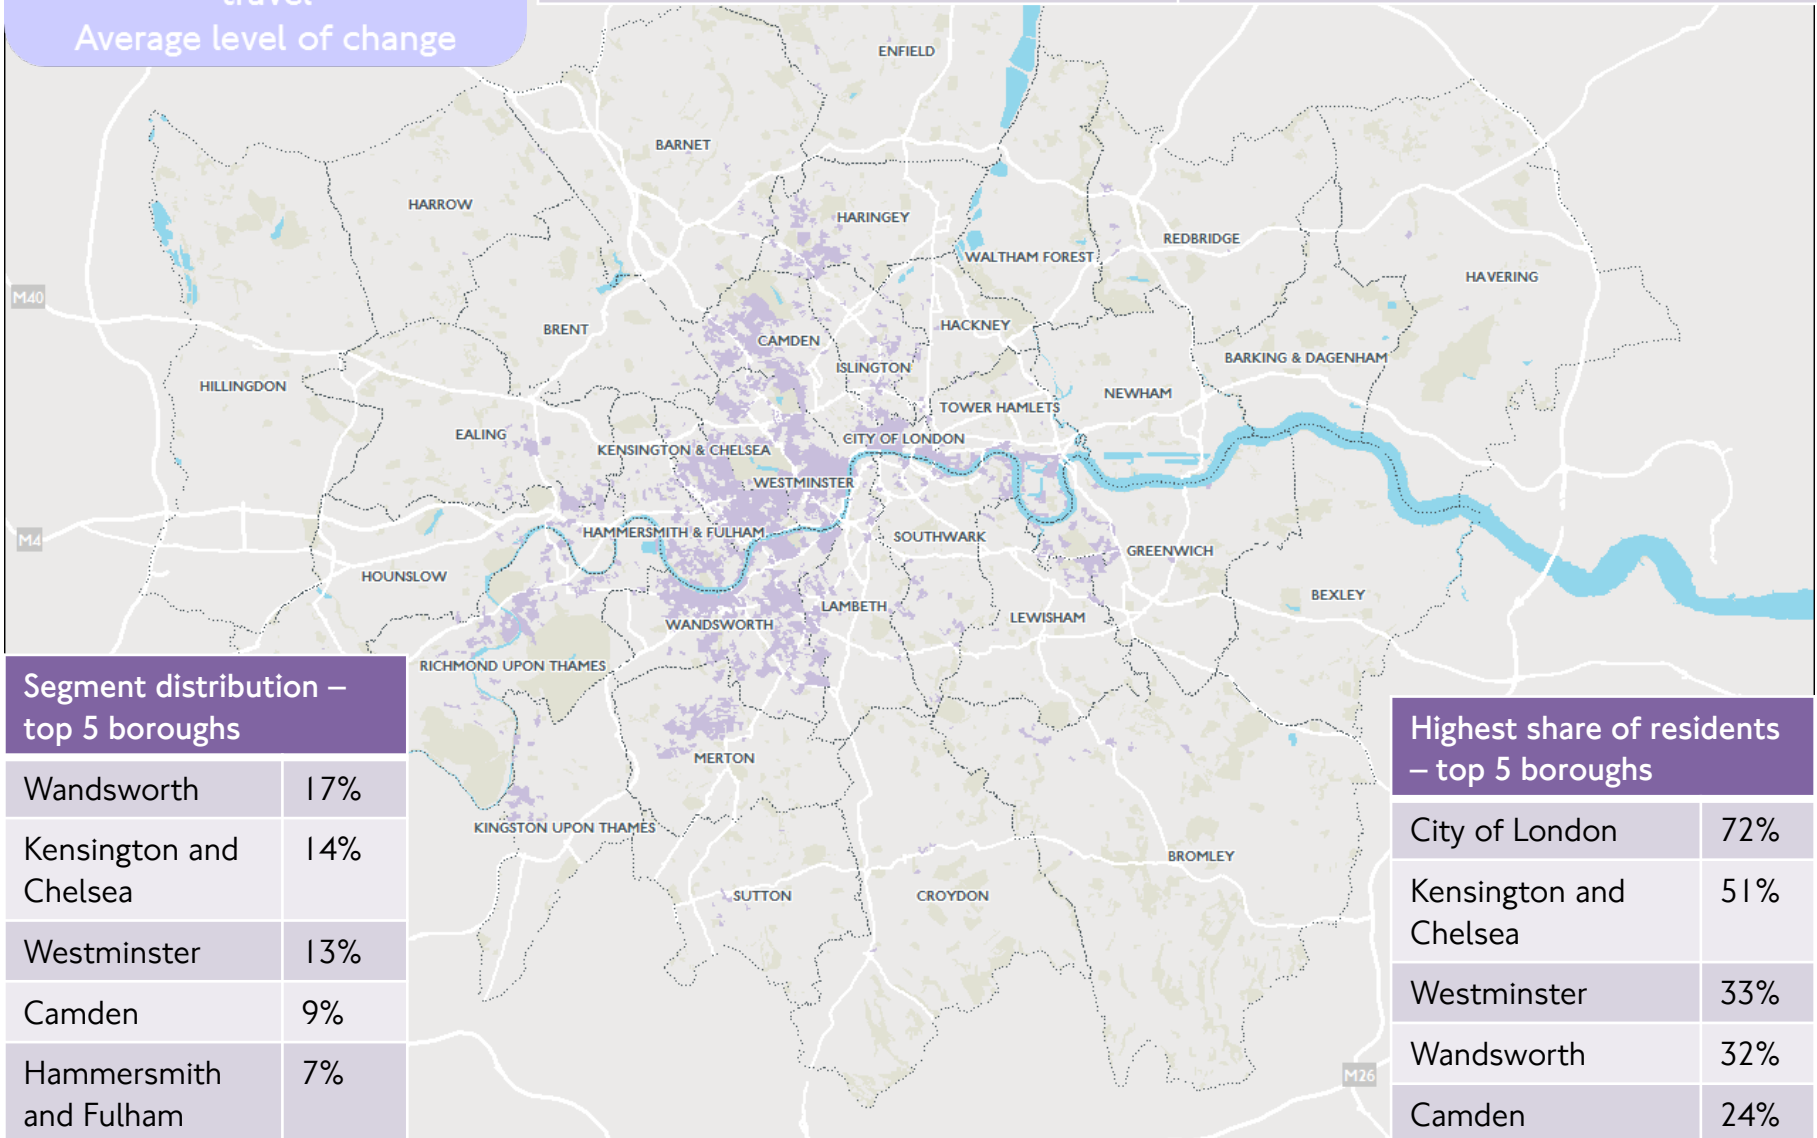 travel
Average level of change
ENFIELD
BARNET
HARROW
HARINGEY
REDBRIDGE
WALTHAM FOREST
HAVERING
M40
BRENT
HACKNEY
CAMDEN
BARKING & DAGENHAM
ISLINGTON
HILLINGDON
NEWHAM
TOWER HAMLETS
EALING
CITY OF LONDON
KENSINGTON & CHELSEA
WESTMINSTER
M4
HAMMERSMITH & FULHAM
SOUTHWARK
GREENWICH
HOUNSLOW
BEXLEY
LAMBETH
LEWISHAM
WANDSWORTH
RICHMOND UPON THAMES
MERTON
KINGSTON UPON THAMES
BROMLEY
SUTTON
CROYDON
M26
Segment distribution –
top 5 boroughs
Wandsworth 17%
Kensington and 14%
Chelsea
Westminster 13%
Camden 9%
Hammersmith 7%
and Fulham
Highest share of residents
– top 5 boroughs
City of London 72%
Kensington and 51%
Chelsea
Westminster 33%
Wandsworth 32%
Camden 24%